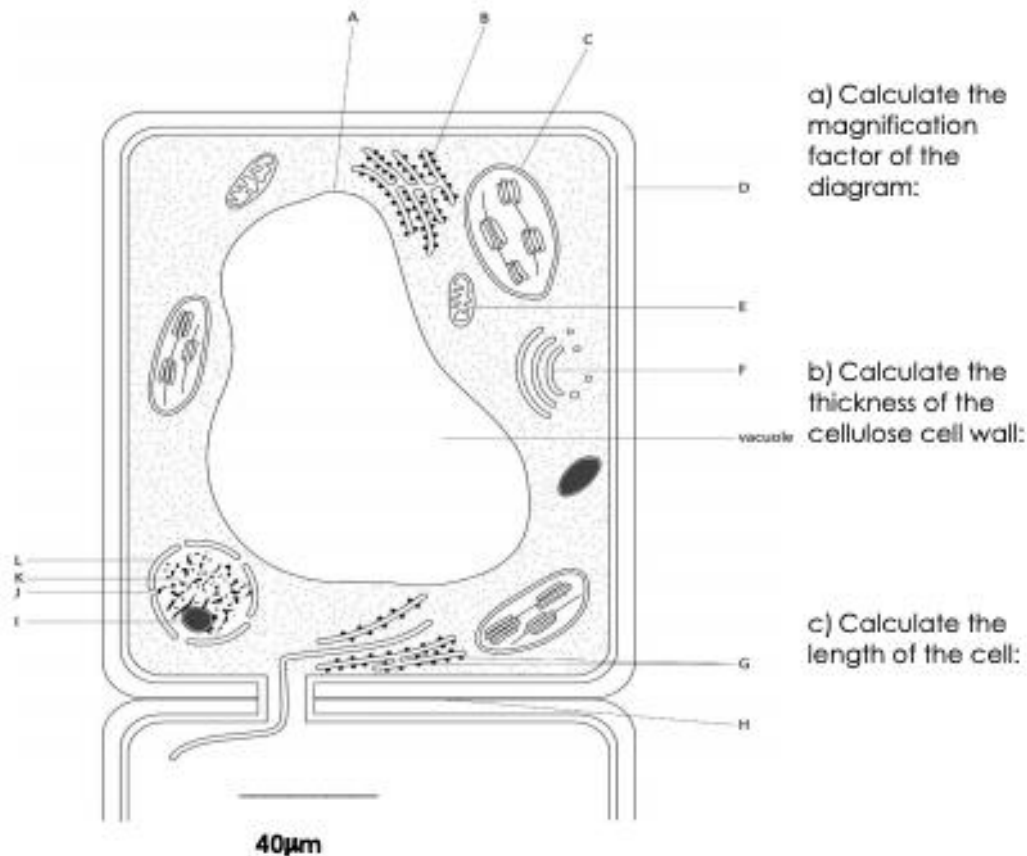 A
B
C
a) Calculate the
magnification
factor of the
diagram:
D
E
F
b) Calculate the
thickness of the
cellulose cell wall:
vacuole
L
K
J
I
c) Calculate the
length of the cell:
G
H
40μm